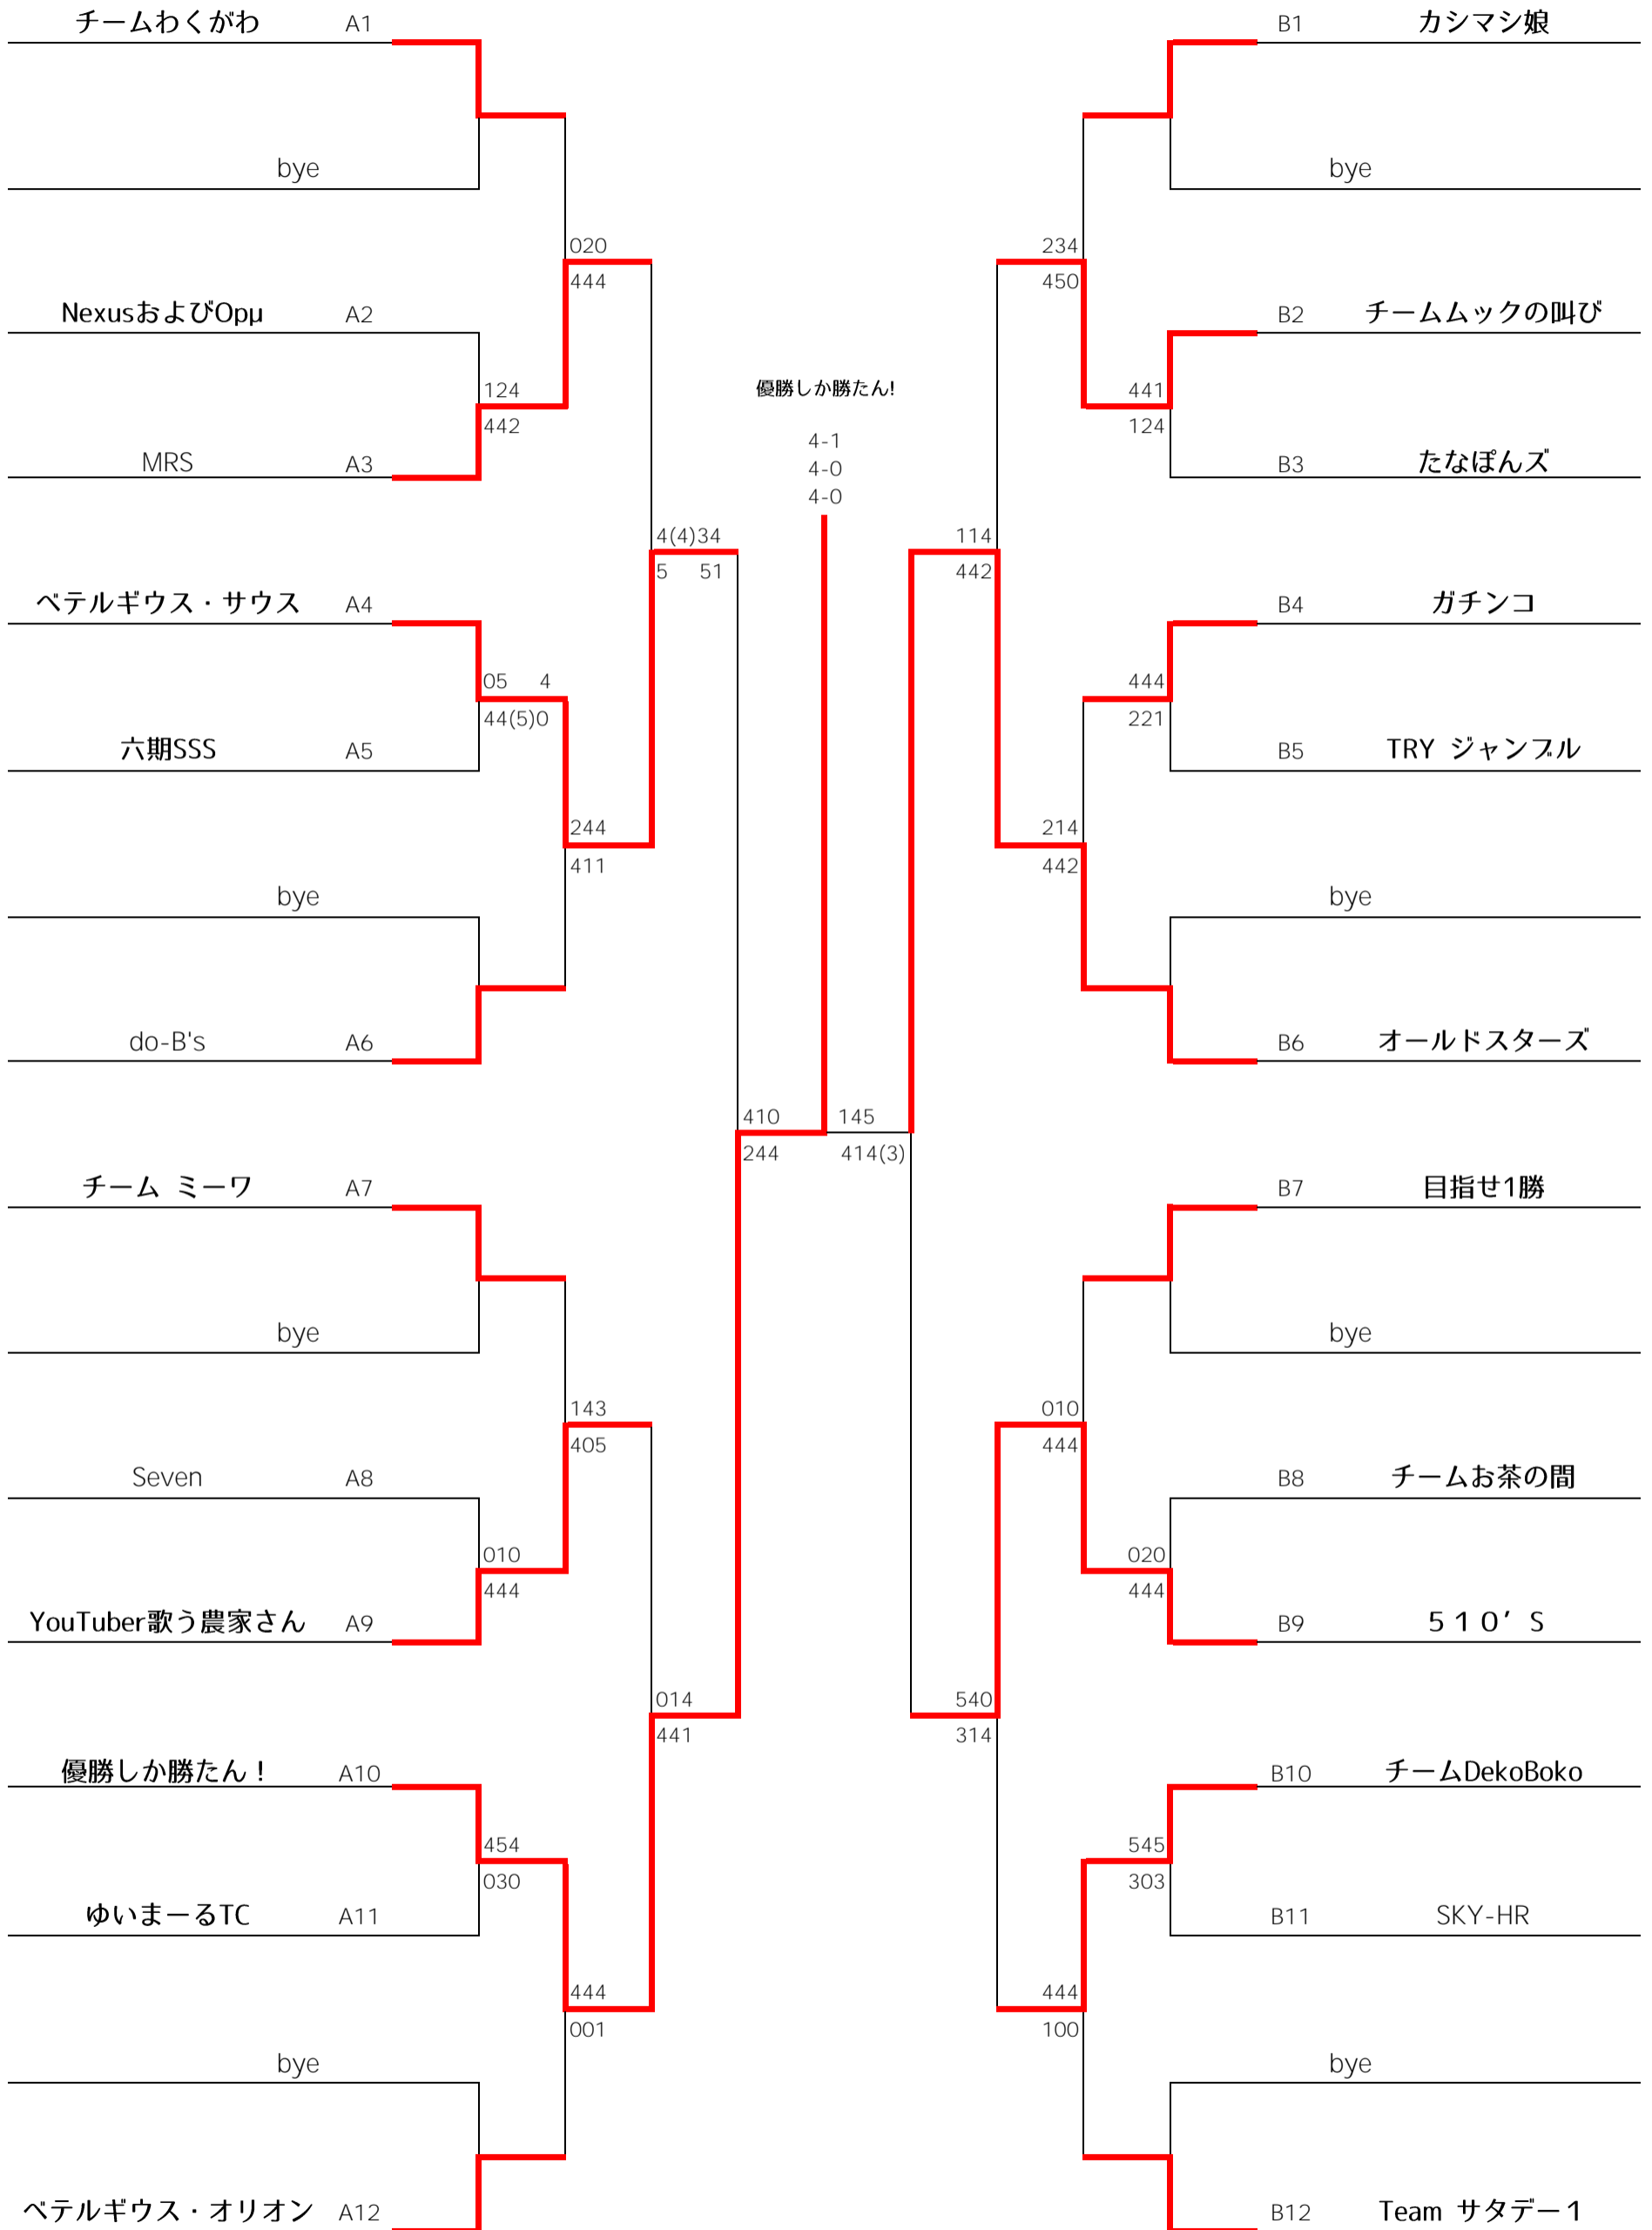 チームわくがわ A1
B1 カシマシ娘
bye
bye
020
234
444
450
NexusおよびOpμ A2
B2 チームムックの叫び
優勝しか勝たん!
124
441
442
124
4-1
MRS A3
B3 たなぽんズ
4-0
4-0
4(4)34
114
5 51
442
ベテルギウス・サウス A4
B4 ガチンコ
05 4
444
44(5)0
221
六期SSS A5
B5 TRY ジャンブル
244
214
411
442
bye
bye
do-B's A6
B6 オールドスターズ
410
145
244
414(3)
チーム ミーワ A7
B7 目指せ1勝
bye
bye
143
010
405
444
Seven A8
B8 チームお茶の間
010
020
444
444
YouTuber歌う農家さん A9
B9 510’S
014
540
441
314
優勝しか勝たん！ A10
B10 チームDekoBoko
454
545
030
303
ゆいまーるTC A11
B11 SKY-HR
444
444
001
100
bye
bye
ベテルギウス・オリオン A12
B12 Team サタデー１